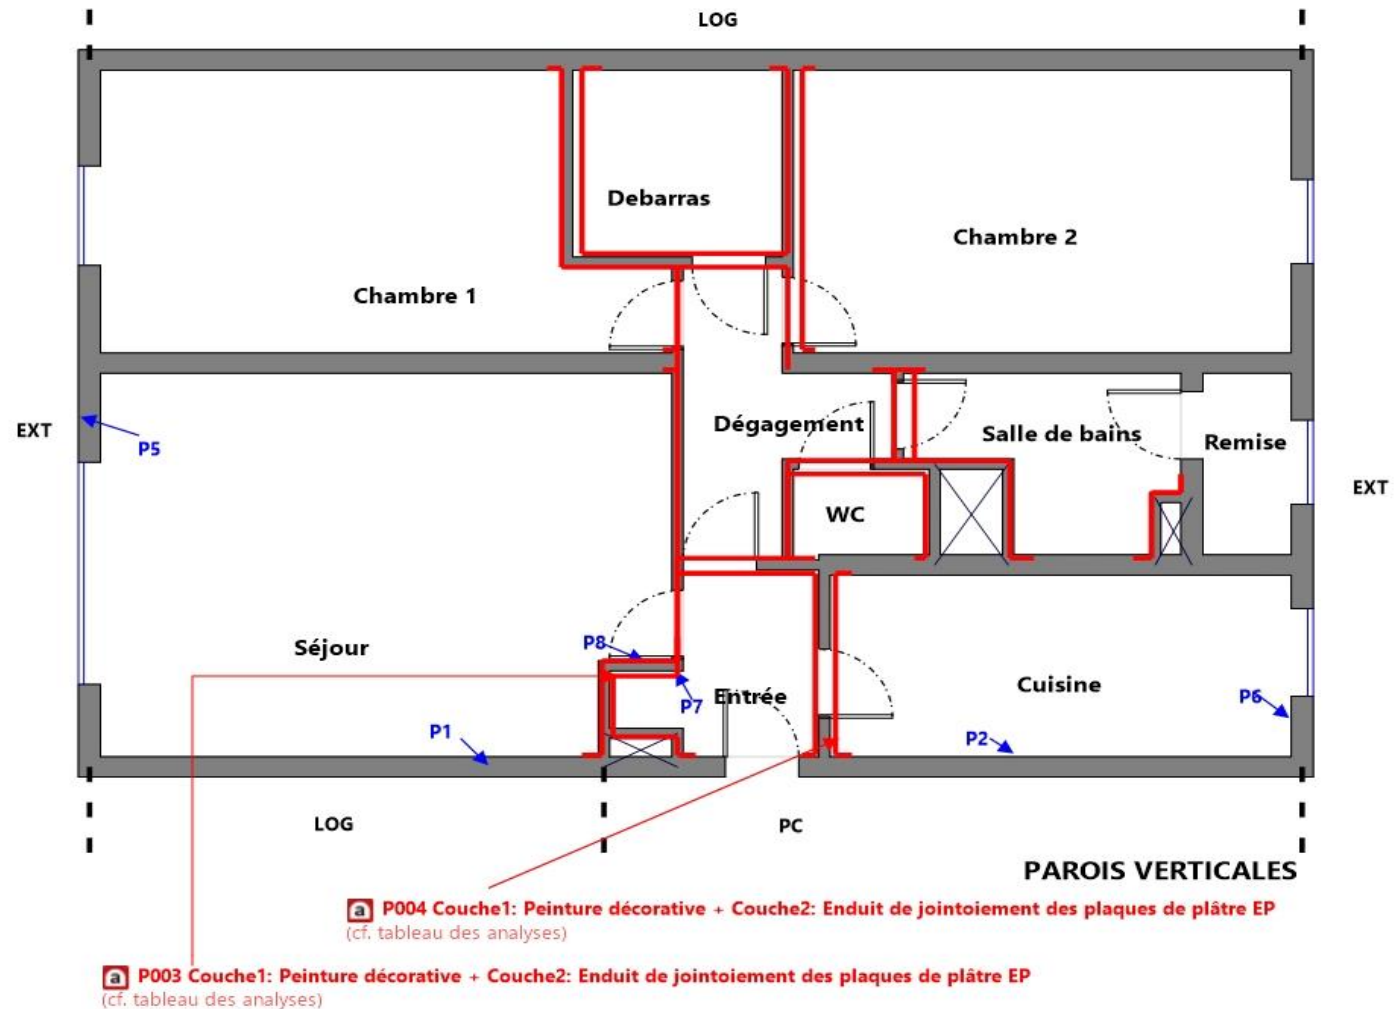 LOG
Debarras
Chambre 2
Chambre 1
Dégagement
EXT
P5
Salle de bains
Remise
EXT
WC
Séjour
P8
Entrée
P7
Cuisine
P6
P1
P2
LOG
PC
PAROIS VERTICALES
a P004 Couche1: Peinture décorative + Couche2: Enduit de jointoiement des plaques de plâtre EP
(cf. tableau des analyses)
a P003 Couche1: Peinture décorative + Couche2: Enduit de jointoiement des plaques de plâtre EP
(cf. tableau des analyses)